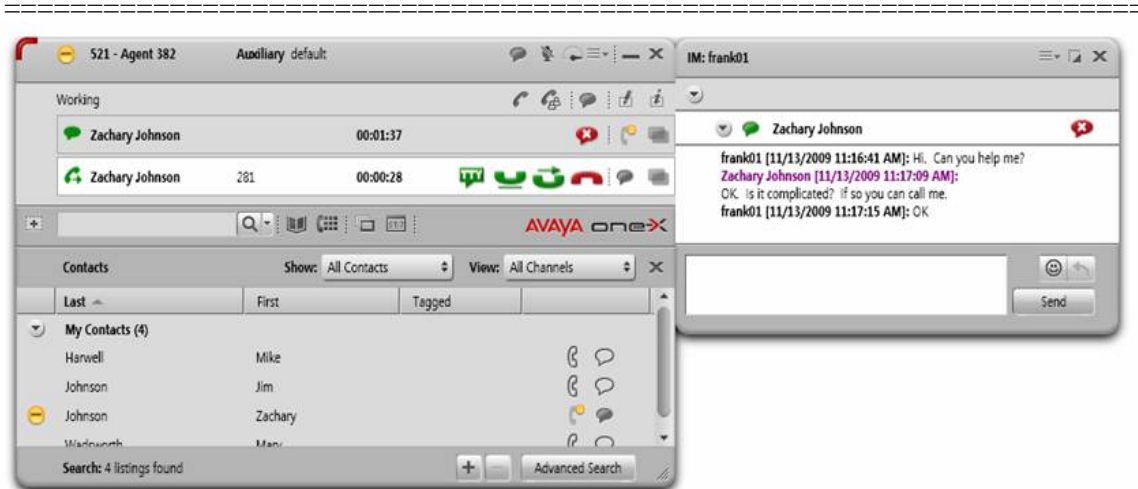 521 - Agent 382 Auxiliary default
Working
Zachary Johnson 00:01:37
Zachary Johnson 281 00:00:28
AVAYA one-X
Contacts Show: All Contacts View: All Channels
Last First Tagged
My Contacts (4)
Harwell Mike
Johnson Jim
Johnson Zachary
Wadsworth Mary
Search: 4 listings found Advanced Search
IM: frank01
Zachary Johnson
frank01 [11/13/2009 11:16:41 AM]: Hi. Can you help me?
Zachary Johnson [11/13/2009 11:17:09 AM]:
OK. Is it complicated? If so you can call me.
frank01 [11/13/2009 11:17:15 AM]: OK
Send